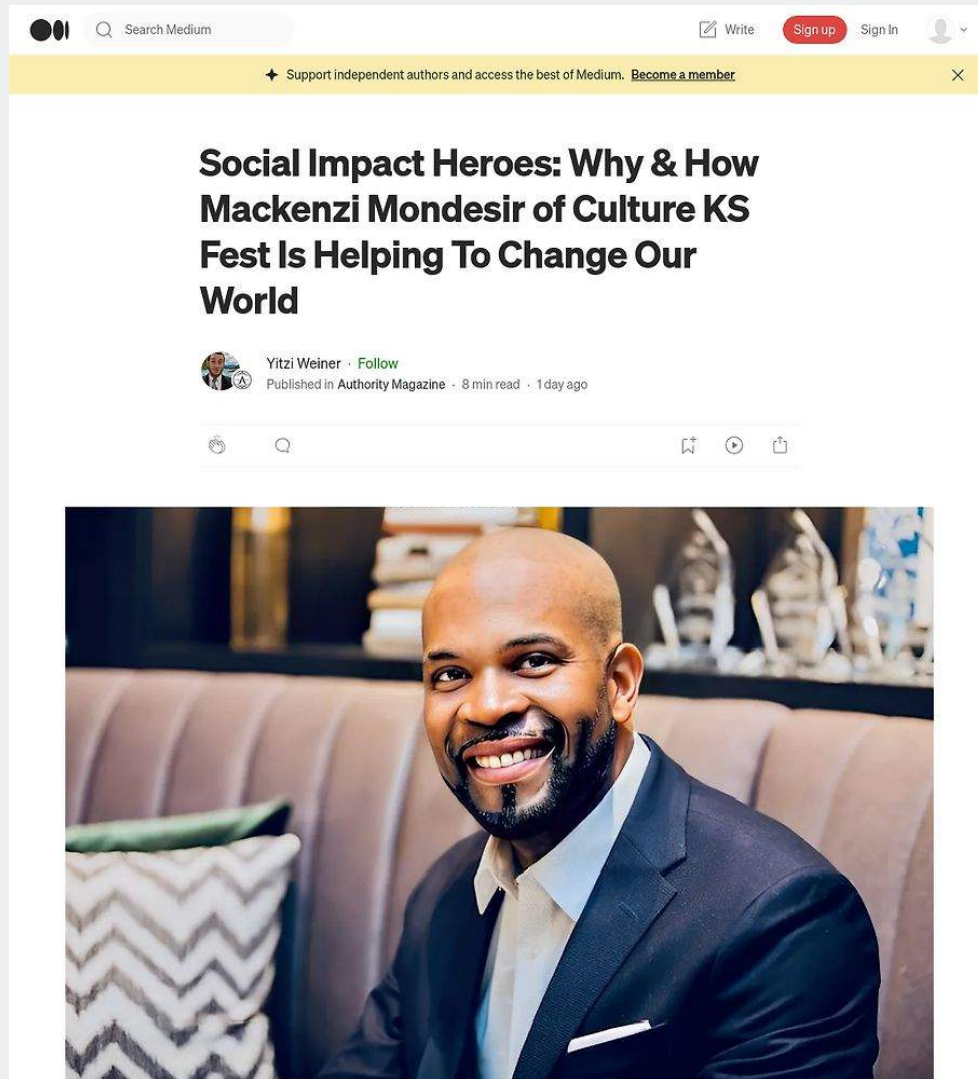 Search Medium
Write
Sign up
Sign In
Support independent authors and access the best of Medium. Become a member
Social Impact Heroes: Why & How
Mackenzi Mondesir of Culture KS
Fest Is Helping To Change Our
World
Yitzi Weiner · Follow
Published in Authority Magazine · 8 min read · 1 day ago